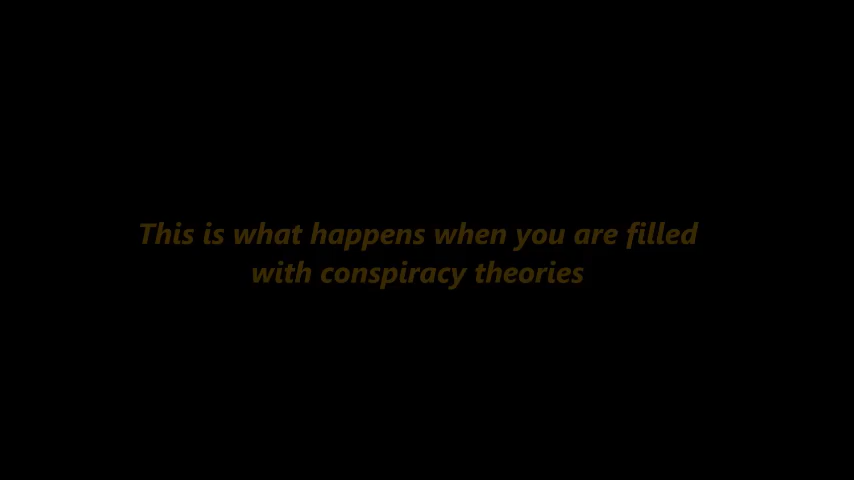 This is what happens when you are filled
with conspiracy theories